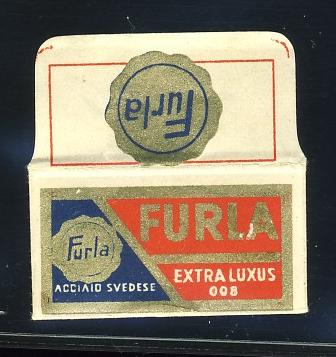 Furla
FURLA
Furla
EXTRA LUXUS
ACCIAIO SVEDESE
008